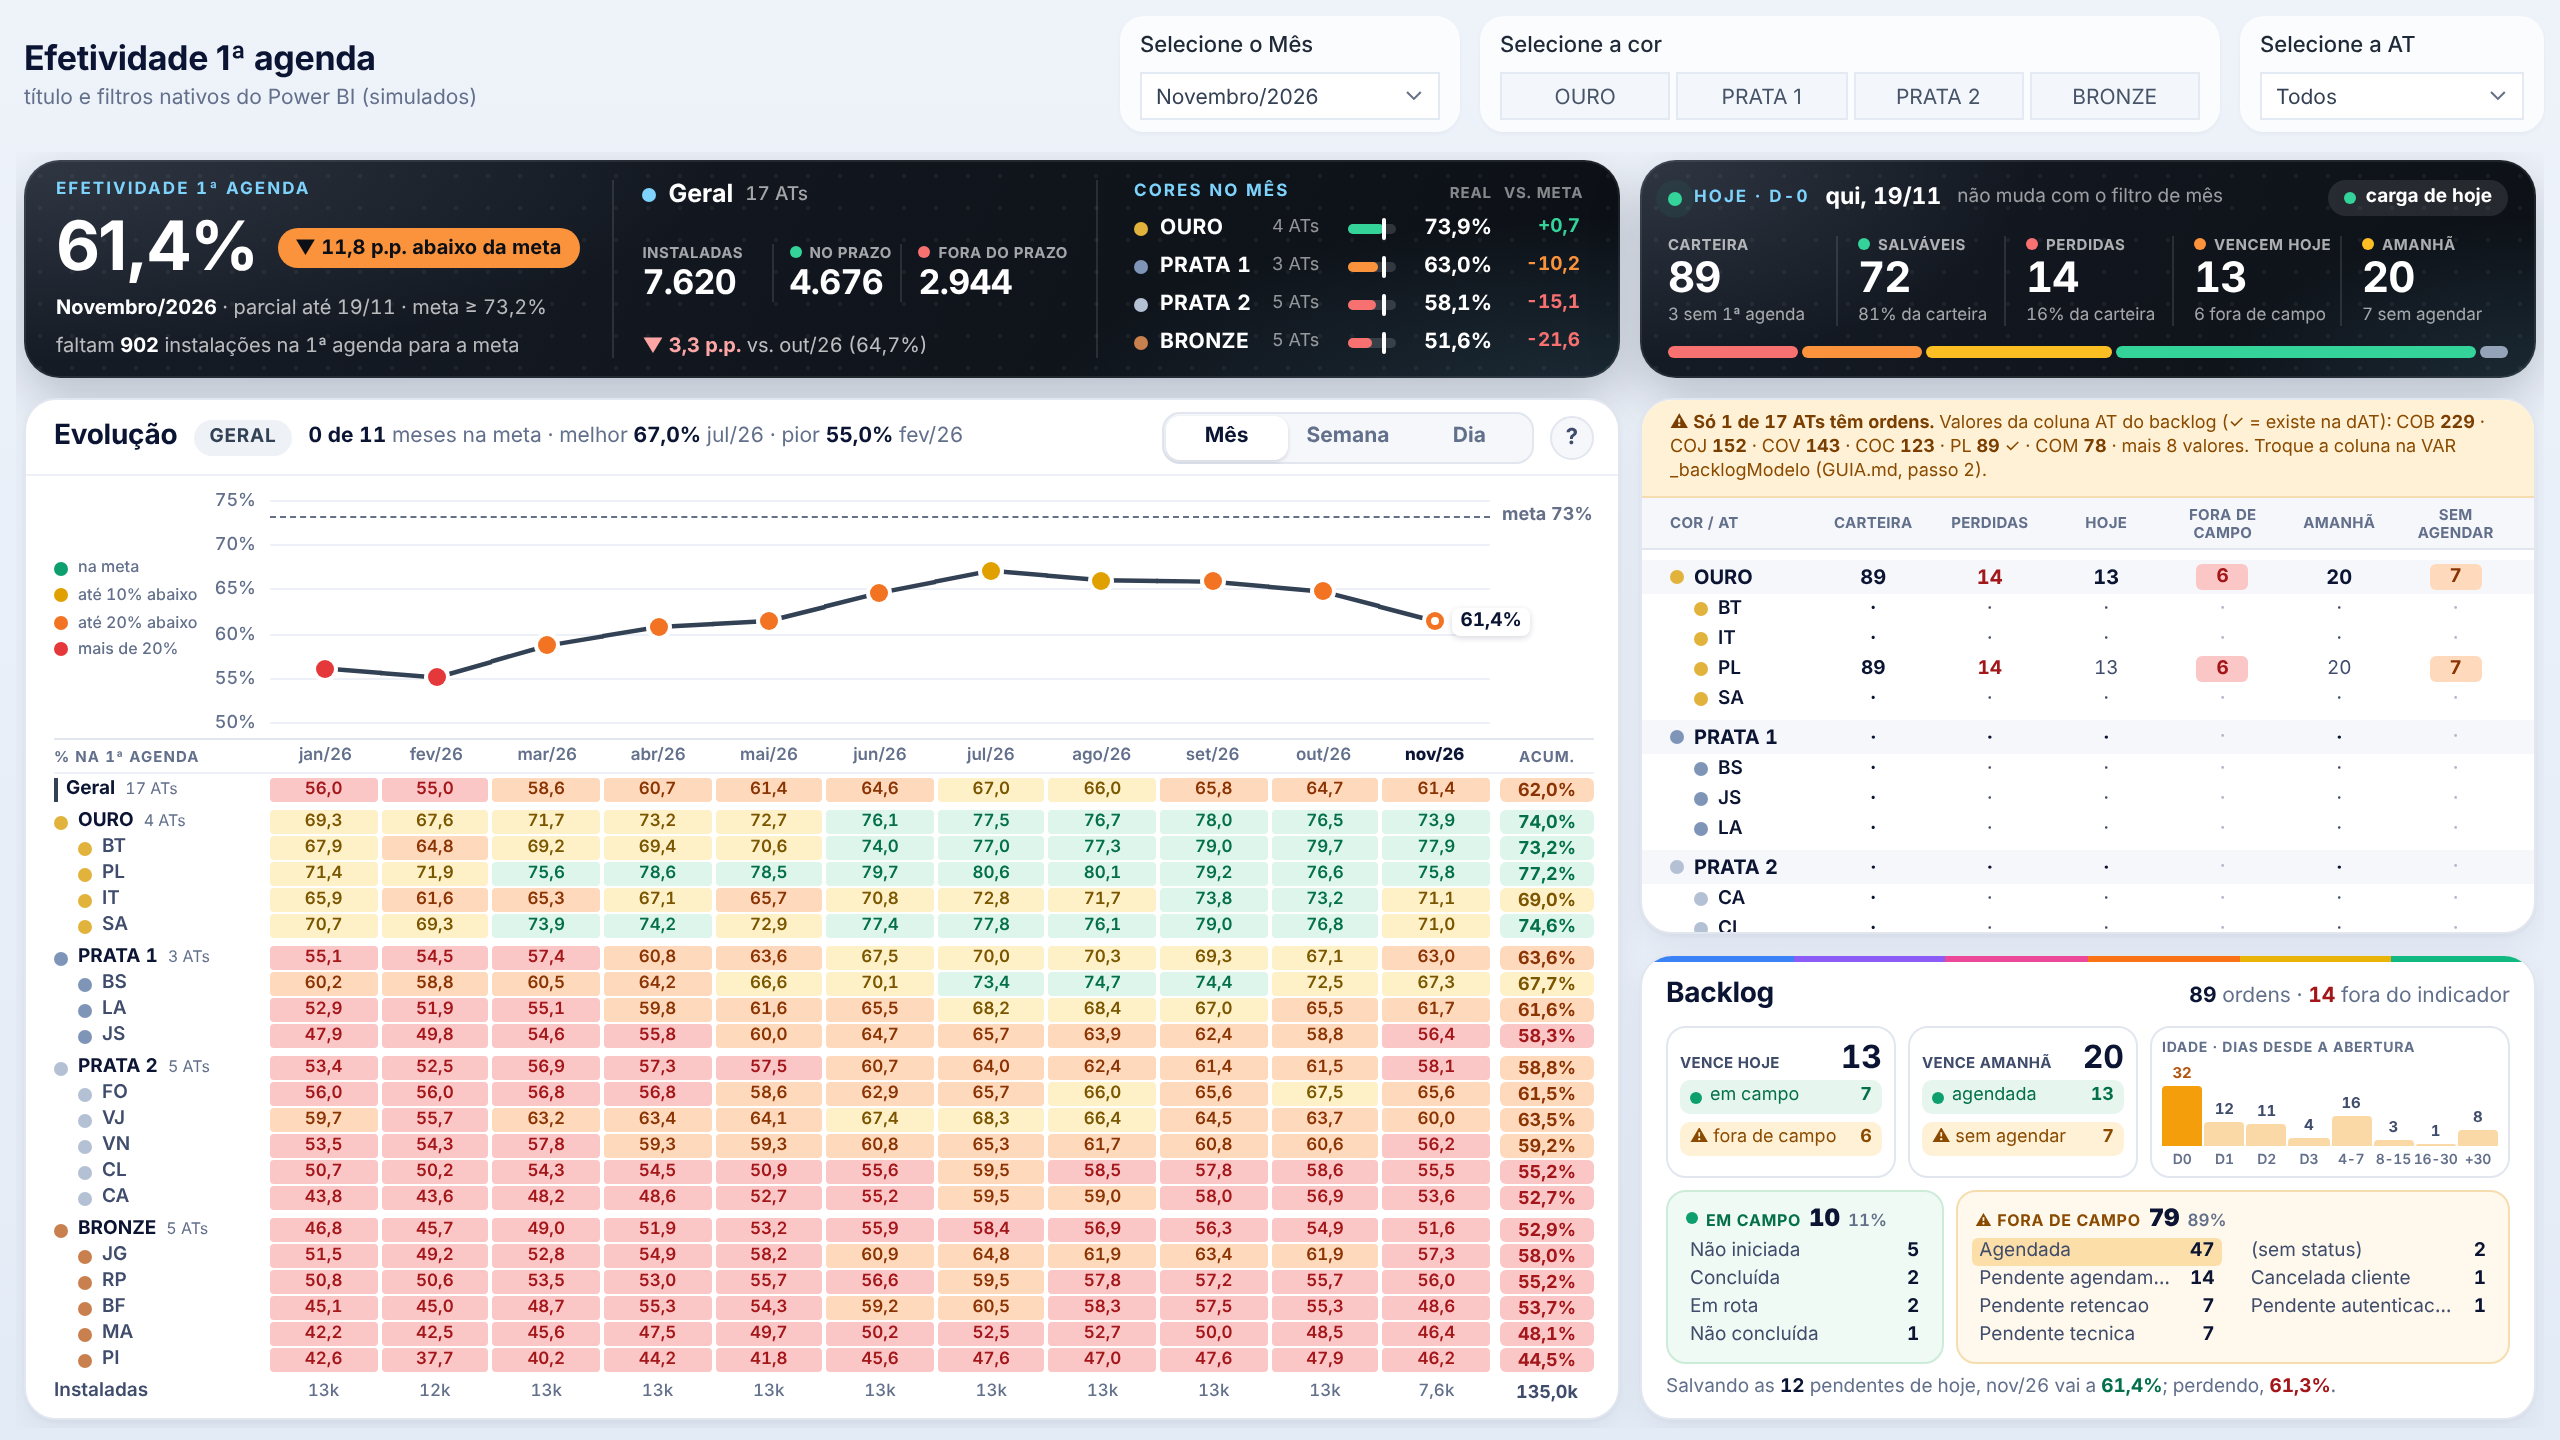 Efetividade 1ª agenda
título e filtros nativos do Power BI (simulados)
Selecione o Mês
Novembro/2026
Selecione a cor
OURO PRATA 1 PRATA 2 BRONZE
Selecione a AT
Todos
EFETIVIDADE 1ª AGENDA
61,4% ▼ 11,8 p.p. abaixo da meta
Novembro/2026 · parcial até 19/11 · meta ≥ 73,2%
faltam 902 instalações na 1ª agenda para a meta
Geral 17 ATs
INSTALADAS NO PRAZO FORA DO PRAZO
7.620 4.676 2.944
▼ 3,3 p.p. vs. out/26 (64,7%)
CORES NO MÊS REAL VS. META
OURO 4 ATs 73,9% +0,7
PRATA 1 3 ATs 63,0% -10,2
PRATA 2 5 ATs 58,1% -15,1
BRONZE 5 ATs 51,6% -21,6
HOJE · D-0 qui, 19/11 não muda com o filtro de mês carga de hoje
CARTEIRA SALVÁVEIS PERDIDAS VENCEM HOJE AMANHÃ
89 72 14 13 20
3 sem 1ª agenda 81% da carteira 16% da carteira 6 fora de campo 7 sem agendar
Evolução GERAL 0 de 11 meses na meta · melhor 67,0% jul/26 · pior 55,0% fev/26
Mês Semana Dia ?
75%
meta 73%
70%
65%
60%
55%
50%
na meta
até 10% abaixo
até 20% abaixo
mais de 20%
61,4%
% NA 1ª AGENDA jan/26 fev/26 mar/26 abr/26 mai/26 jun/26 jul/26 ago/26 set/26 out/26 nov/26 ACUM.
Geral 17 ATs 56,0 55,0 58,6 60,7 61,4 64,6 67,0 66,0 65,8 64,7 61,4 62,0%
OURO 4 ATs 69,3 67,6 71,7 73,2 72,7 76,1 77,5 76,7 78,0 76,5 73,9 74,0%
BT 67,9 64,8 69,2 69,4 70,6 74,0 77,0 77,3 79,0 79,7 77,9 73,2%
PL 71,4 71,9 75,6 78,6 78,5 79,7 80,6 80,1 79,2 76,6 75,8 77,2%
IT 65,9 61,6 65,3 67,1 65,7 70,8 72,8 71,7 73,8 73,2 71,1 69,0%
SA 70,7 69,3 73,9 74,2 72,9 77,4 77,8 76,1 79,0 76,8 71,0 74,6%
PRATA 1 3 ATs 55,1 54,5 57,4 60,8 63,6 67,5 70,0 70,3 69,3 67,1 63,0 63,6%
BS 60,2 58,8 60,5 64,2 66,6 70,1 73,4 74,7 74,4 72,5 67,3 67,7%
LA 52,9 51,9 55,1 59,8 61,6 65,5 68,2 68,4 67,0 65,5 61,7 61,6%
JS 47,9 49,8 54,6 55,8 60,0 64,7 65,7 63,9 62,4 58,8 56,4 58,3%
PRATA 2 5 ATs 53,4 52,5 56,9 57,3 57,5 60,7 64,0 62,4 61,4 61,5 58,1 58,8%
FO 56,0 56,0 56,8 56,8 58,6 62,9 65,7 66,0 65,6 67,5 65,6 61,5%
VJ 59,7 55,7 63,2 63,4 64,1 67,4 68,3 66,4 64,5 63,7 60,0 63,5%
VN 53,5 54,3 57,8 59,3 59,3 60,8 65,3 61,7 60,8 60,6 56,2 59,2%
CL 50,7 50,2 54,3 54,5 50,9 55,6 59,5 58,5 57,8 58,6 55,5 55,2%
CA 43,8 43,6 48,2 48,6 52,7 55,2 59,5 59,0 58,0 56,9 53,6 52,7%
BRONZE 5 ATs 46,8 45,7 49,0 51,9 53,2 55,9 58,4 56,9 56,3 54,9 51,6 52,9%
JG 51,5 49,2 52,8 54,9 58,2 60,9 64,8 61,9 63,4 61,9 57,3 58,0%
RP 50,8 50,6 53,5 53,0 55,7 56,6 59,5 57,8 57,2 55,7 56,0 55,2%
BF 45,1 45,0 48,7 55,3 54,3 59,2 60,5 58,3 57,5 55,3 48,6 53,7%
MA 42,2 42,5 45,6 47,5 49,7 50,2 52,5 52,7 50,0 48,5 46,4 48,1%
PI 42,6 37,7 40,2 44,2 41,8 45,6 47,6 47,0 47,6 47,9 46,2 44,5%
Instaladas 13k 12k 13k 13k 13k 13k 13k 13k 13k 13k 7,6k 135,0k
⚠ Só 1 de 17 ATs têm ordens. Valores da coluna AT do backlog (✓ = existe na dAT): COB 229 ·
COJ 152 · COV 143 · COC 123 · PL 89 ✓ · COM 78 · mais 8 valores. Troque a coluna na VAR
_backlogModelo (GUIA.md, passo 2).
COR / AT CARTEIRA PERDIDAS HOJE FORA DE CAMPO AMANHÃ SEM AGENDAR
OURO 89 14 13 6 20 7
BT · · · · · ·
IT · · · · · ·
PL 89 14 13 6 20 7
SA · · · · · ·
PRATA 1 · · · · · ·
BS · · · · · ·
JS · · · · · ·
LA · · · · · ·
PRATA 2 · · · · · ·
CA · · · · · ·
CL · · · · · ·
Backlog 89 ordens · 14 fora do indicador
VENCE HOJE 13
em campo 7
⚠ fora de campo 6
VENCE AMANHÃ 20
agendada 13
⚠ sem agendar 7
IDADE · DIAS DESDE A ABERTURA
32 12 11 4 16 3 1 8
D0 D1 D2 D3 4-7 8-15 16-30 +30
EM CAMPO 10 11%
Não iniciada 5
Concluída 2
Em rota 2
Não concluída 1
⚠ FORA DE CAMPO 79 89%
Agendada 47 (sem status) 2
Pendente agendam... 14 Cancelada cliente 1
Pendente retencao 7 Pendente autenticac... 1
Pendente tecnica 7
Salvando as 12 pendentes de hoje, nov/26 vai a 61,4%; perdendo, 61,3%.